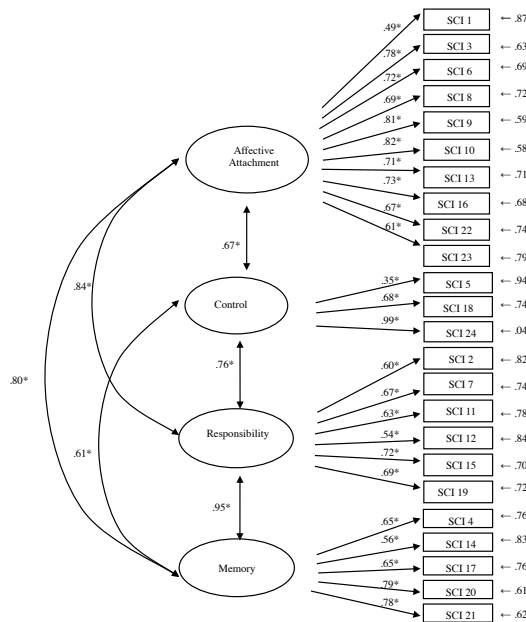 .49* SCI 1 ← .87
.78* SCI 3 ← .63
.72* SCI 6 ← .69
.69* SCI 8 ← .72
.81* SCI 9 ← .59
Affective
Attachment
.82* SCI 10 ← .58
.71* SCI 13 ← .71
.73* SCI 16 ← .68
.67* SCI 22 ← .74
.61* SCI 23 ← .79
.67*
.84*
.35* SCI 5 ← .94
Control
.68* SCI 18 ← .74
.99* SCI 24 ← .04
.76*
.80*
.60* SCI 2 ← .82
.67* SCI 7 ← .74
.63* SCI 11 ← .78
Responsibility
.54* SCI 12 ← .84
.61*
.72* SCI 15 ← .70
.69* SCI 19 ← .72
.95*
.65* SCI 4 ← .76
.56* SCI 14 ← .83
Memory
.65* SCI 17 ← .76
.79* SCI 20 ← .61
.78* SCI 21 ← .62